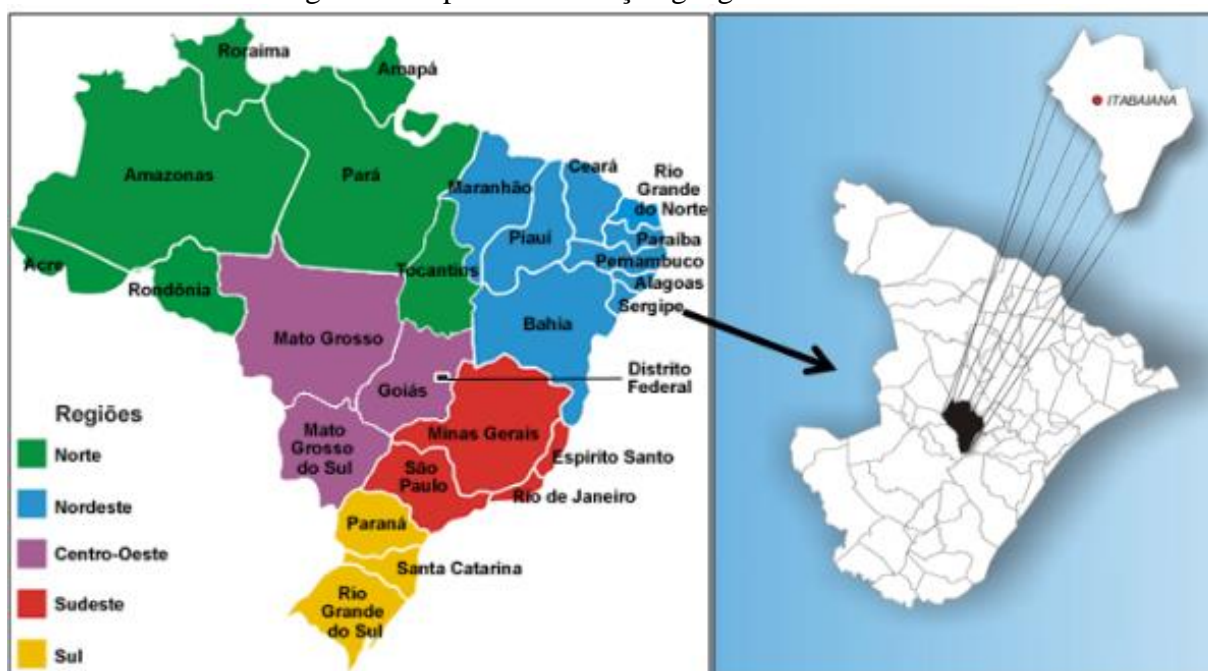 Roraima
Amapá
Amazonas
Pará
Maranhão
Ceará
Rio
Grande
do Norte
Piauí
Paraíba
Pernambuco
Acre
Rondônia
Tocantins
Alagoas
Sergipe
Bahia
Mato Grosso
Goiás
Distrito
Federal
Mato
Grosso
do Sul
Minas Gerais
Espírito Santo
São
Paulo
Rio de Janeiro
Paraná
Santa Catarina
Rio
Grande
do Sul
Regiões
Norte
Nordeste
Centro-Oeste
Sudeste
Sul
ITABAIANA